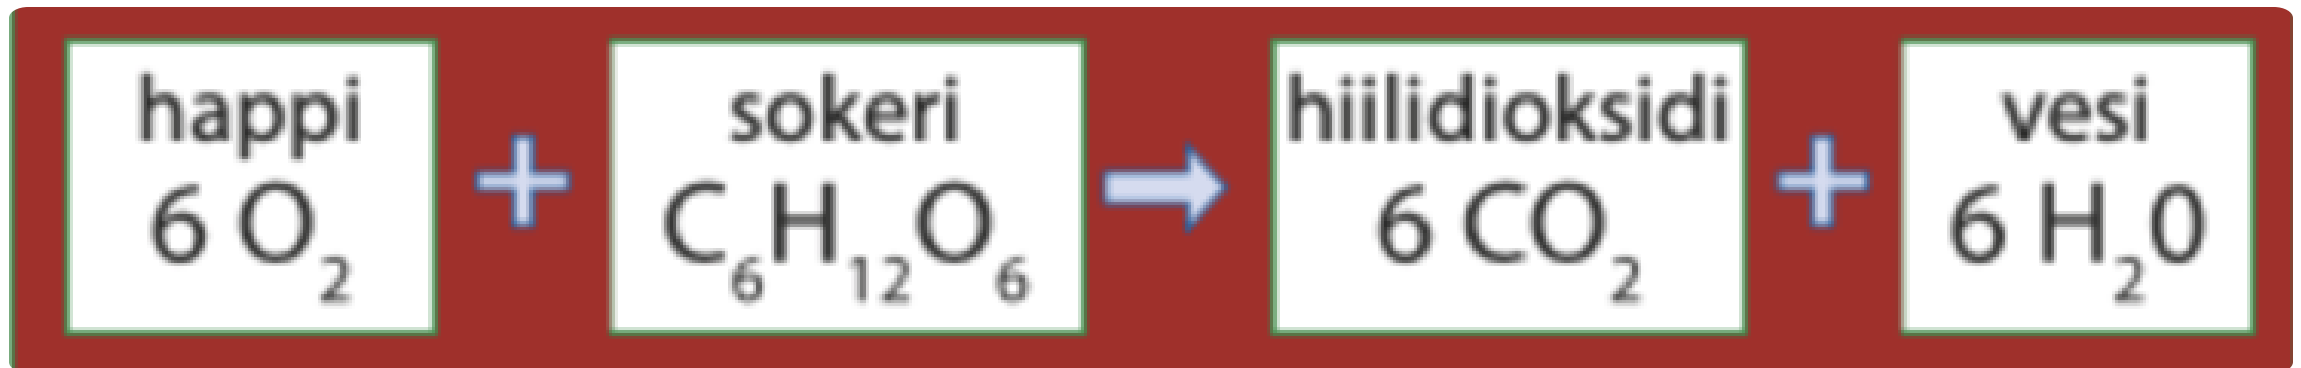 happi
6 O₂
+
sokeri
C₆H₁₂O₆
→
hiilidioksidi
6 CO₂
+
vesi
6 H₂0